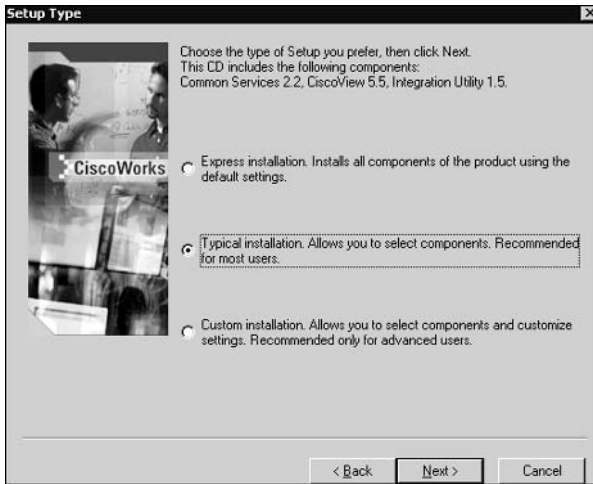 Setup Type
Choose the type of Setup you prefer, then click Next.
This CD includes the following components:
Common Services 2.2, CiscoView 5.5, Integration Utility 1.5.
CiscoWorks
Express installation. Installs all components of the product using the
default settings.
Typical installation. Allows you to select components. Recommended
for most users.
Custom installation. Allows you to select components and customize
settings. Recommended only for advanced users.
< Back
Next >
Cancel